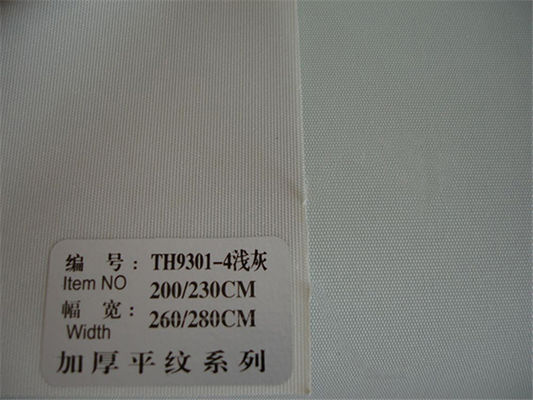 编 号: TH9301-4浅灰
Item NO 200/230CM
幅 宽: 260/280CM
Width
加厚平纹系列